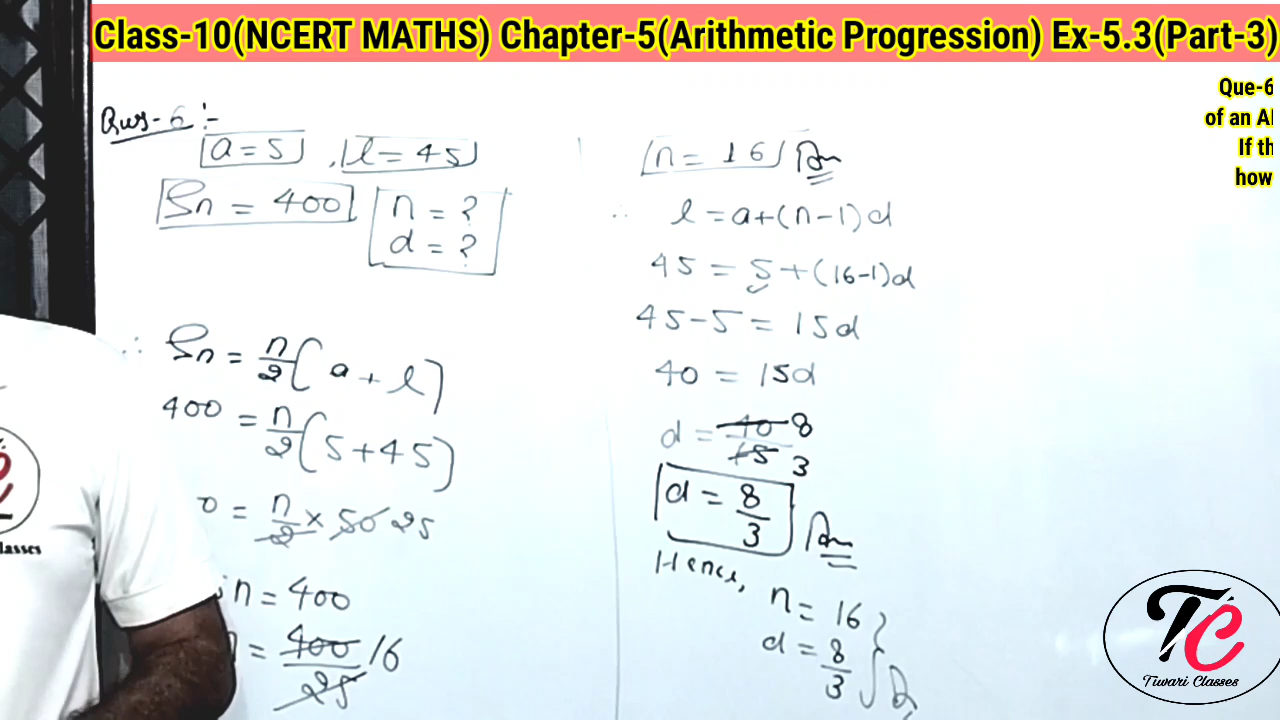 Class-10(NCERT MATHS) Chapter-5(Arithmetic Progression) Ex-5.3(Part-3)
Que-6
of an A
If th
how
Ques-6:-
a = 5, l = 45
Sn = 400
n = ?
d = ?
∴ Sn = n/2 ( a + l )
400 = n/2 ( 5 + 45 )
0 = n/2 × 50 25
n = 400
= 400/25 16
n = 16 Ans
∴ l = a + (n-1)d
45 = 5 + (16-1)d
45-5 = 15d
40 = 15d
d = 40/15 8/3
d = 8/3 Ans
Hence,
n = 16
d = 8/3
TC
Tiwari Classes
lasses